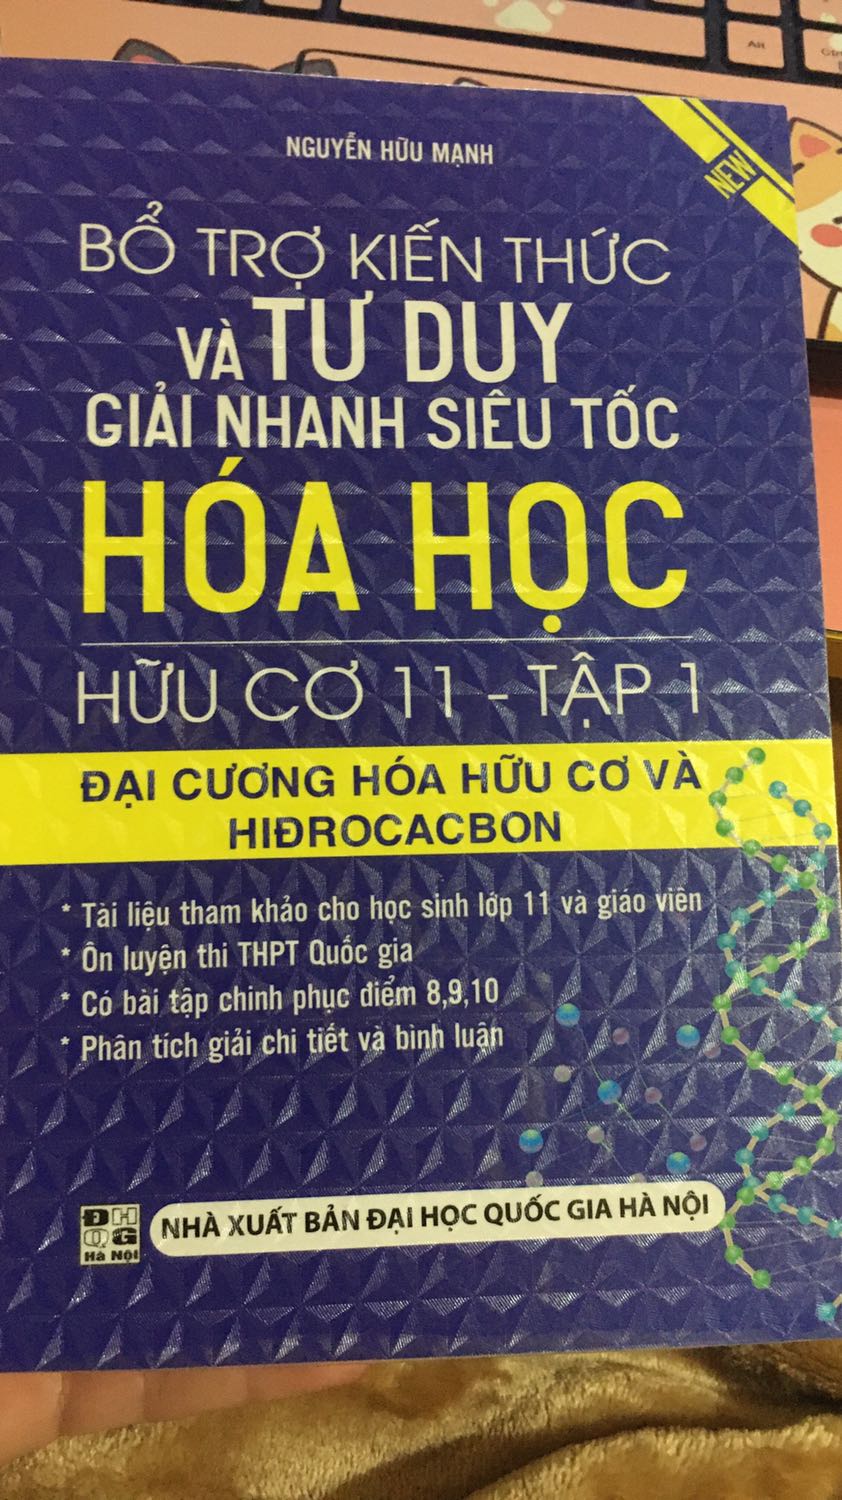 Alt
NGUYỄN HỮU MẠNH
NEW
BỔ TRỢ KIẾN THỨC
VÀ TƯ DUY
GIẢI NHANH SIÊU TỐC
HÓA HỌC
HỮU CƠ 11 - TẬP 1
ĐẠI CƯƠNG HÓA HỮU CƠ VÀ
HIĐROCACBON
* Tài liệu tham khảo cho học sinh lớp 11 và giáo viên
* Ôn luyện thi THPT Quốc gia
* Có bài tập chinh phục điểm 8,9,10
* Phân tích giải chi tiết và bình luận
ĐH
QG
Hà Nội
NHÀ XUẤT BẢN ĐẠI HỌC QUỐC GIA HÀ NỘI